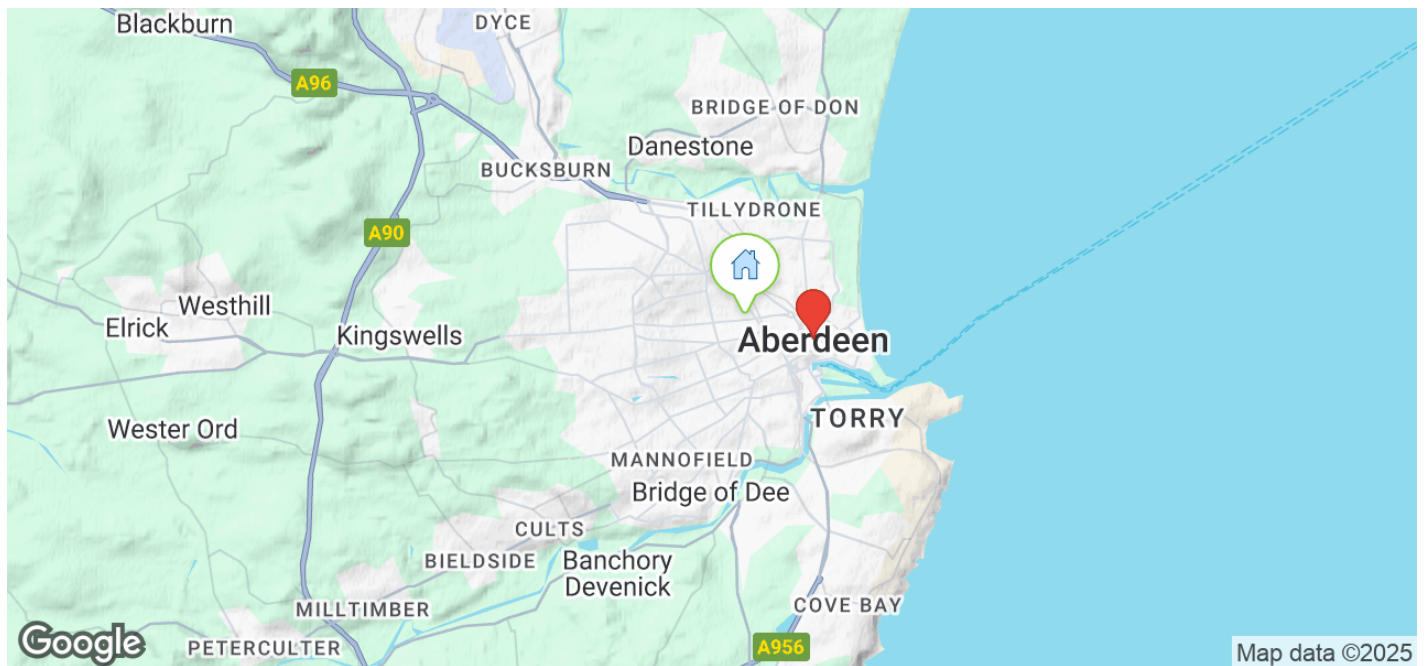 Blackburn
DYCE
A96
BRIDGE OF DON
Danestone
BUCKSBURN
TILLYDRONE
A90
Westhill
Elrick
Kingswells
Aberdeen
TORRY
Wester Ord
MANNOFIELD
Bridge of Dee
CULTS
BIELDSIDE
Banchory
Devenick
MILLTIMBER
COVE BAY
PETERCULTER
A956
Google
Map data ©2025